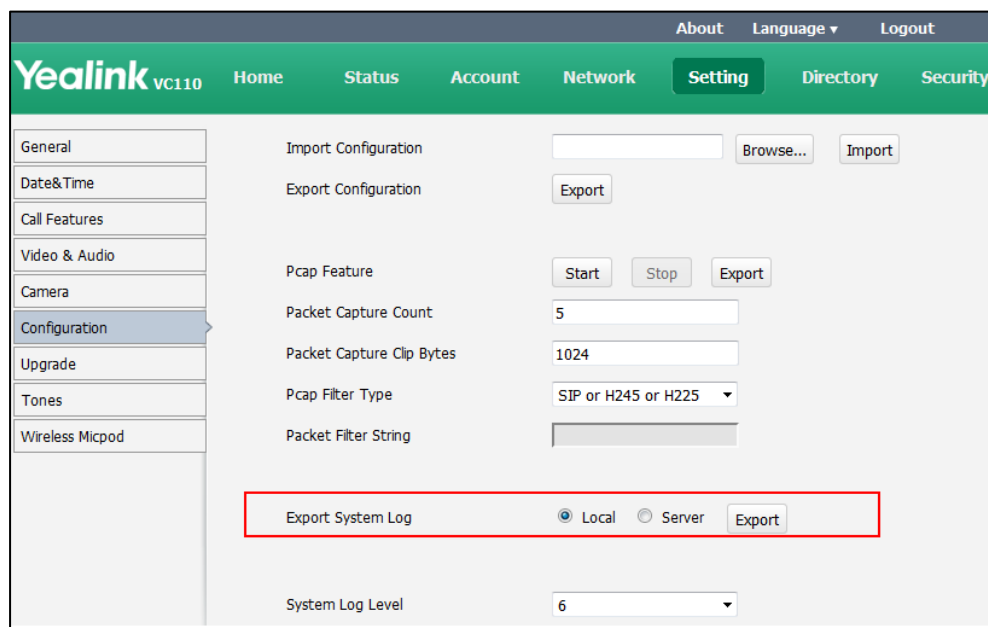 About Language ▾ Logout
Yealink VC110 Home Status Account Network Setting Directory Security
General
Date&Time
Call Features
Video & Audio
Camera
Configuration
Upgrade
Tones
Wireless Micpod
Import Configuration Browse... Import
Export Configuration Export
Pcap Feature Start Stop Export
Packet Capture Count 5
Packet Capture Clip Bytes 1024
Pcap Filter Type SIP or H245 or H225
Packet Filter String
Export System Log Local Server Export
System Log Level 6